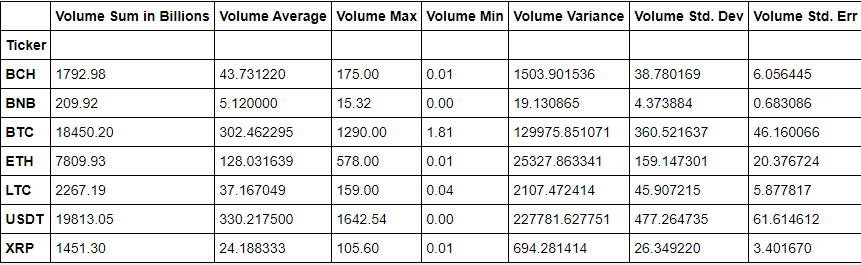 Volume Sum in Billions Volume Average Volume Max Volume Min Volume Variance Volume Std. Dev Volume Std. Err
Ticker
BCH 1792.98 43.731220 175.00 0.01 1503.901536 38.780169 6.056445
BNB 209.92 5.120000 15.32 0.00 19.130865 4.373884 0.683086
BTC 18450.20 302.462295 1290.00 1.81 129975.851071 360.521637 46.160066
ETH 7809.93 128.031639 578.00 0.01 25327.863341 159.147301 20.376724
LTC 2267.19 37.167049 159.00 0.04 2107.472414 45.907215 5.877817
USDT 19813.05 330.217500 1642.54 0.00 227781.627751 477.264735 61.614612
XRP 1451.30 24.188333 105.60 0.01 694.281414 26.349220 3.401670